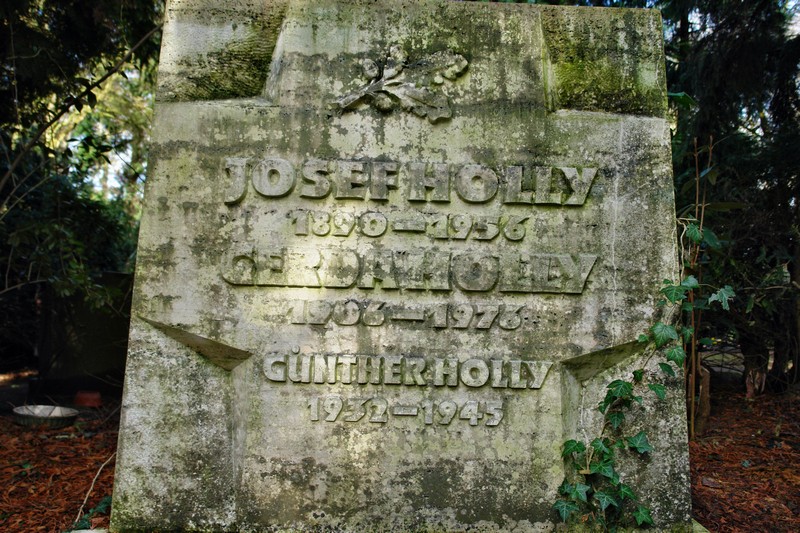 JOSEF HOLLY
1890—1956
GERDA HOLLY
1906—1976
GÜNTHER HOLLY
1932—1945